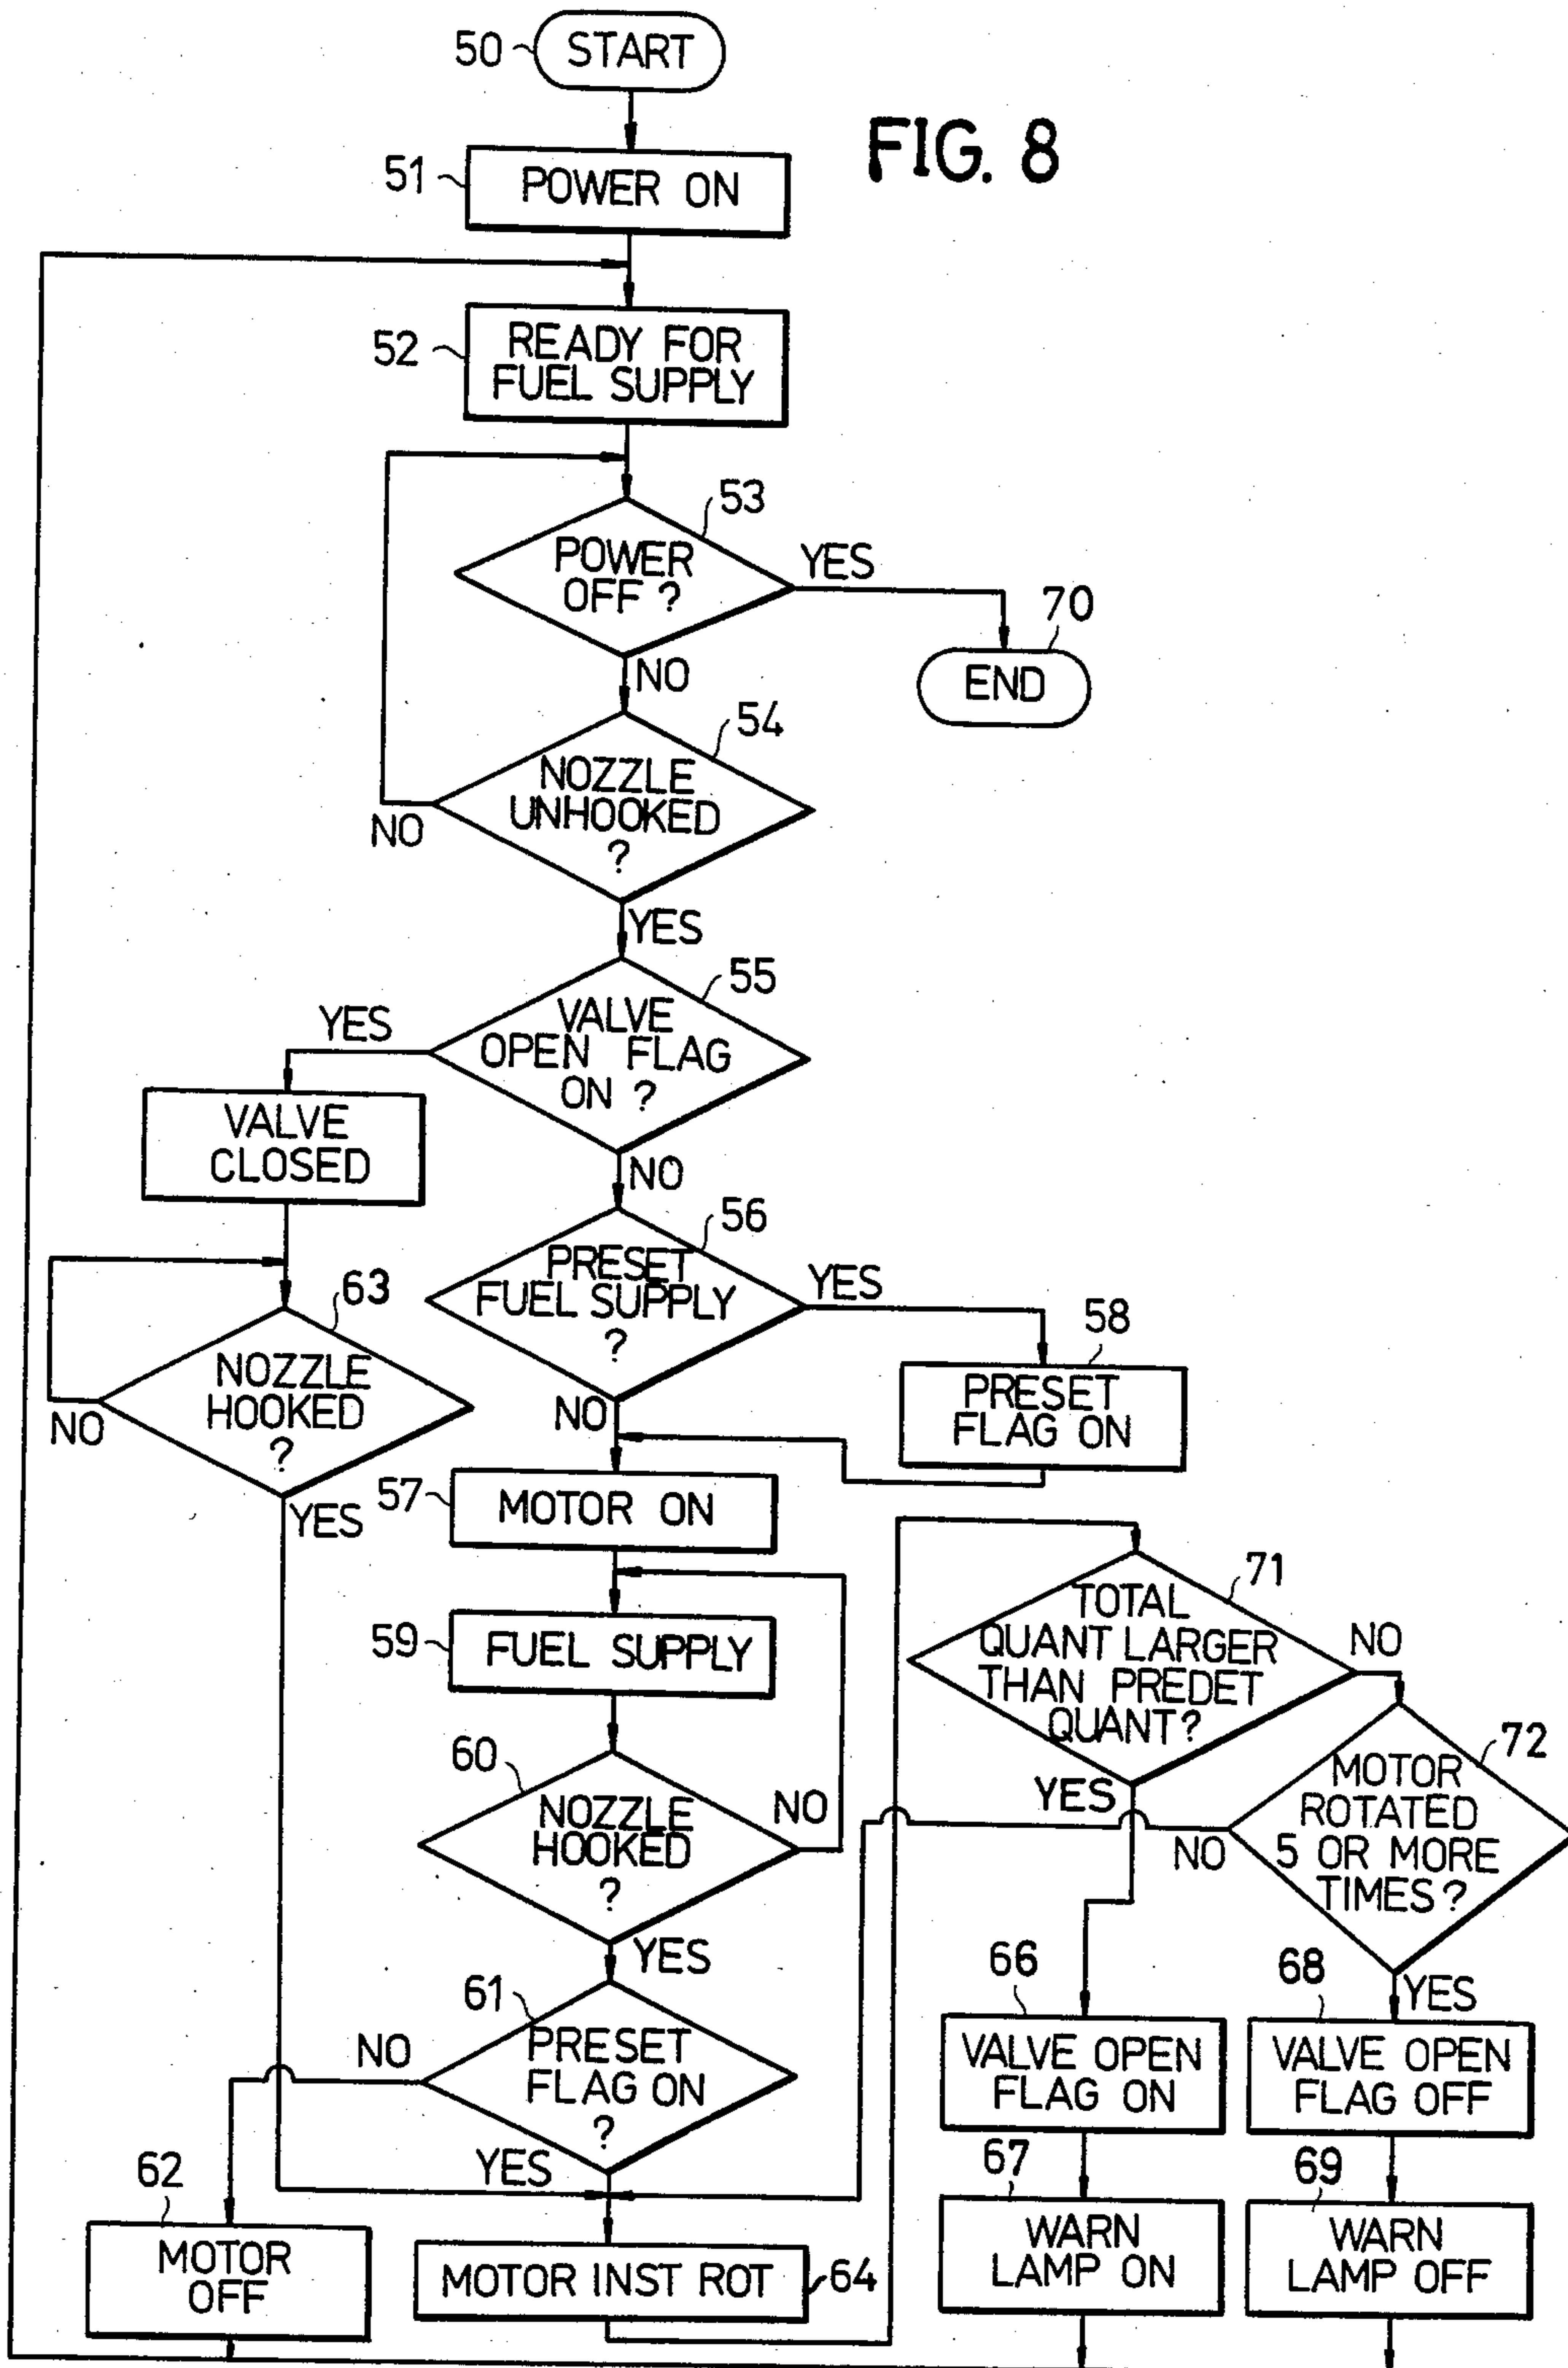 50
START
FIG. 8
51
POWER ON
52
READY FOR
FUEL SUPPLY
53
POWER
OFF ?
YES
70
END
NO
54
NOZZLE
UNHOOKED
?
NO
YES
55
VALVE
OPEN FLAG
ON ?
YES
VALVE
CLOSED
NO
56
PRESET
FUEL SUPPLY
?
YES
58
PRESET
FLAG ON
63
NOZZLE
HOOKED
?
NO
YES
NO
57
MOTOR ON
59
FUEL SUPPLY
60
NOZZLE
HOOKED
?
NO
YES
61
PRESET
FLAG ON
?
NO
YES
62
MOTOR
OFF
MOTOR INST ROT
64
71
TOTAL
QUANT LARGER
THAN PREDET
QUANT?
NO
YES
72
MOTOR
ROTATED
5 OR MORE
TIMES?
NO
YES
66
VALVE OPEN
FLAG ON
67
WARN
LAMP ON
68
VALVE OPEN
FLAG OFF
69
WARN
LAMP OFF